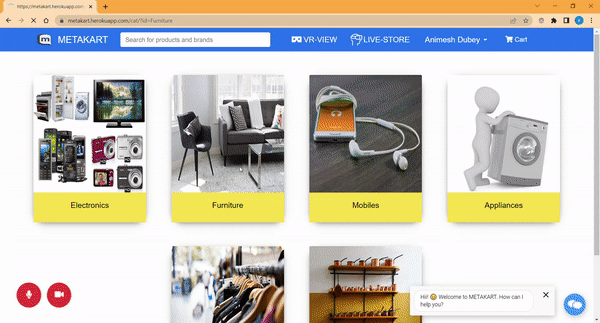 https://metakart.herokuapp.com/
metakart.herokuapp.com/cat/?id=Furniture
METAKART
Search for products and brands
VR-VIEW
LIVE-STORE
Animesh Dubey
Cart
Electronics
Furniture
Mobiles
Appliances
Hi! 😀 Welcome to METAKART. How can I
help you?